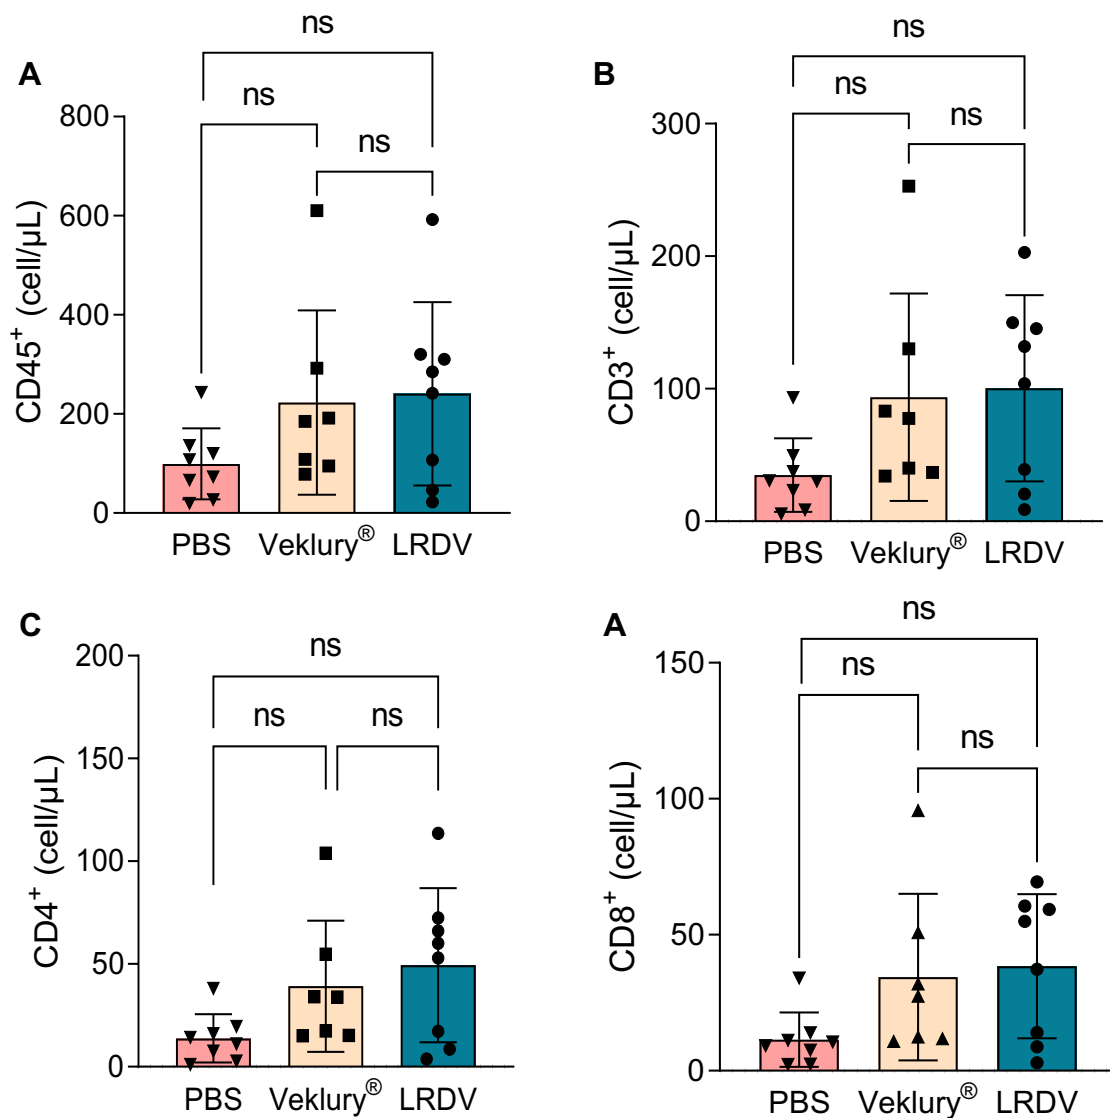 A
ns
ns
ns
CD45⁺ (cell/µL)
800
600
400
200
0
PBS Veklury® LRDV
B
ns
ns
ns
CD3⁺ (cell/µL)
300
200
100
0
PBS Veklury® LRDV
C
ns
ns ns
CD4⁺ (cell/µL)
200
150
100
50
0
PBS Veklury® LRDV
A
ns
ns
ns
CD8⁺ (cell/µL)
150
100
50
0
PBS Veklury® LRDV